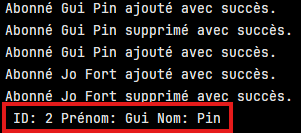 Abonné Gui Pin ajouté avec succès.
Abonné Gui Pin supprimé avec succès.
Abonné Gui Pin ajouté avec succès.
Abonné Jo Fort ajouté avec succès.
Abonné Jo Fort supprimé avec succès.
ID: 2 Prénom: Gui Nom: Pin